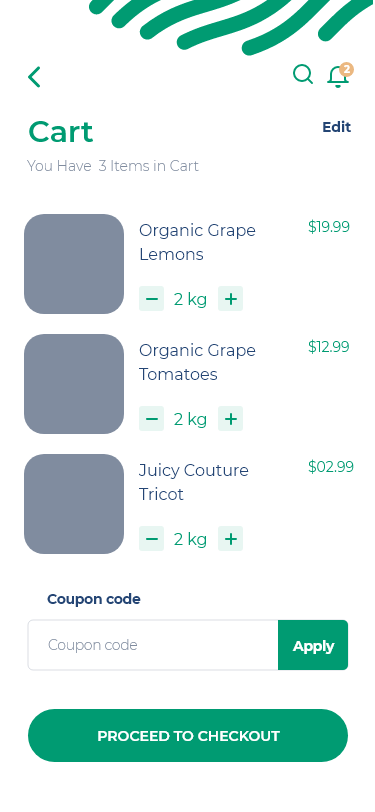 2
Cart
Edit
You Have 3 Items in Cart
Organic Grape
$19.99
Lemons
2 kg
Organic Grape
$12.99
Tomatoes
2 kg
Juicy Couture
$02.99
Tricot
2 kg
Coupon code
Coupon code
Apply
PROCEED TO CHECKOUT